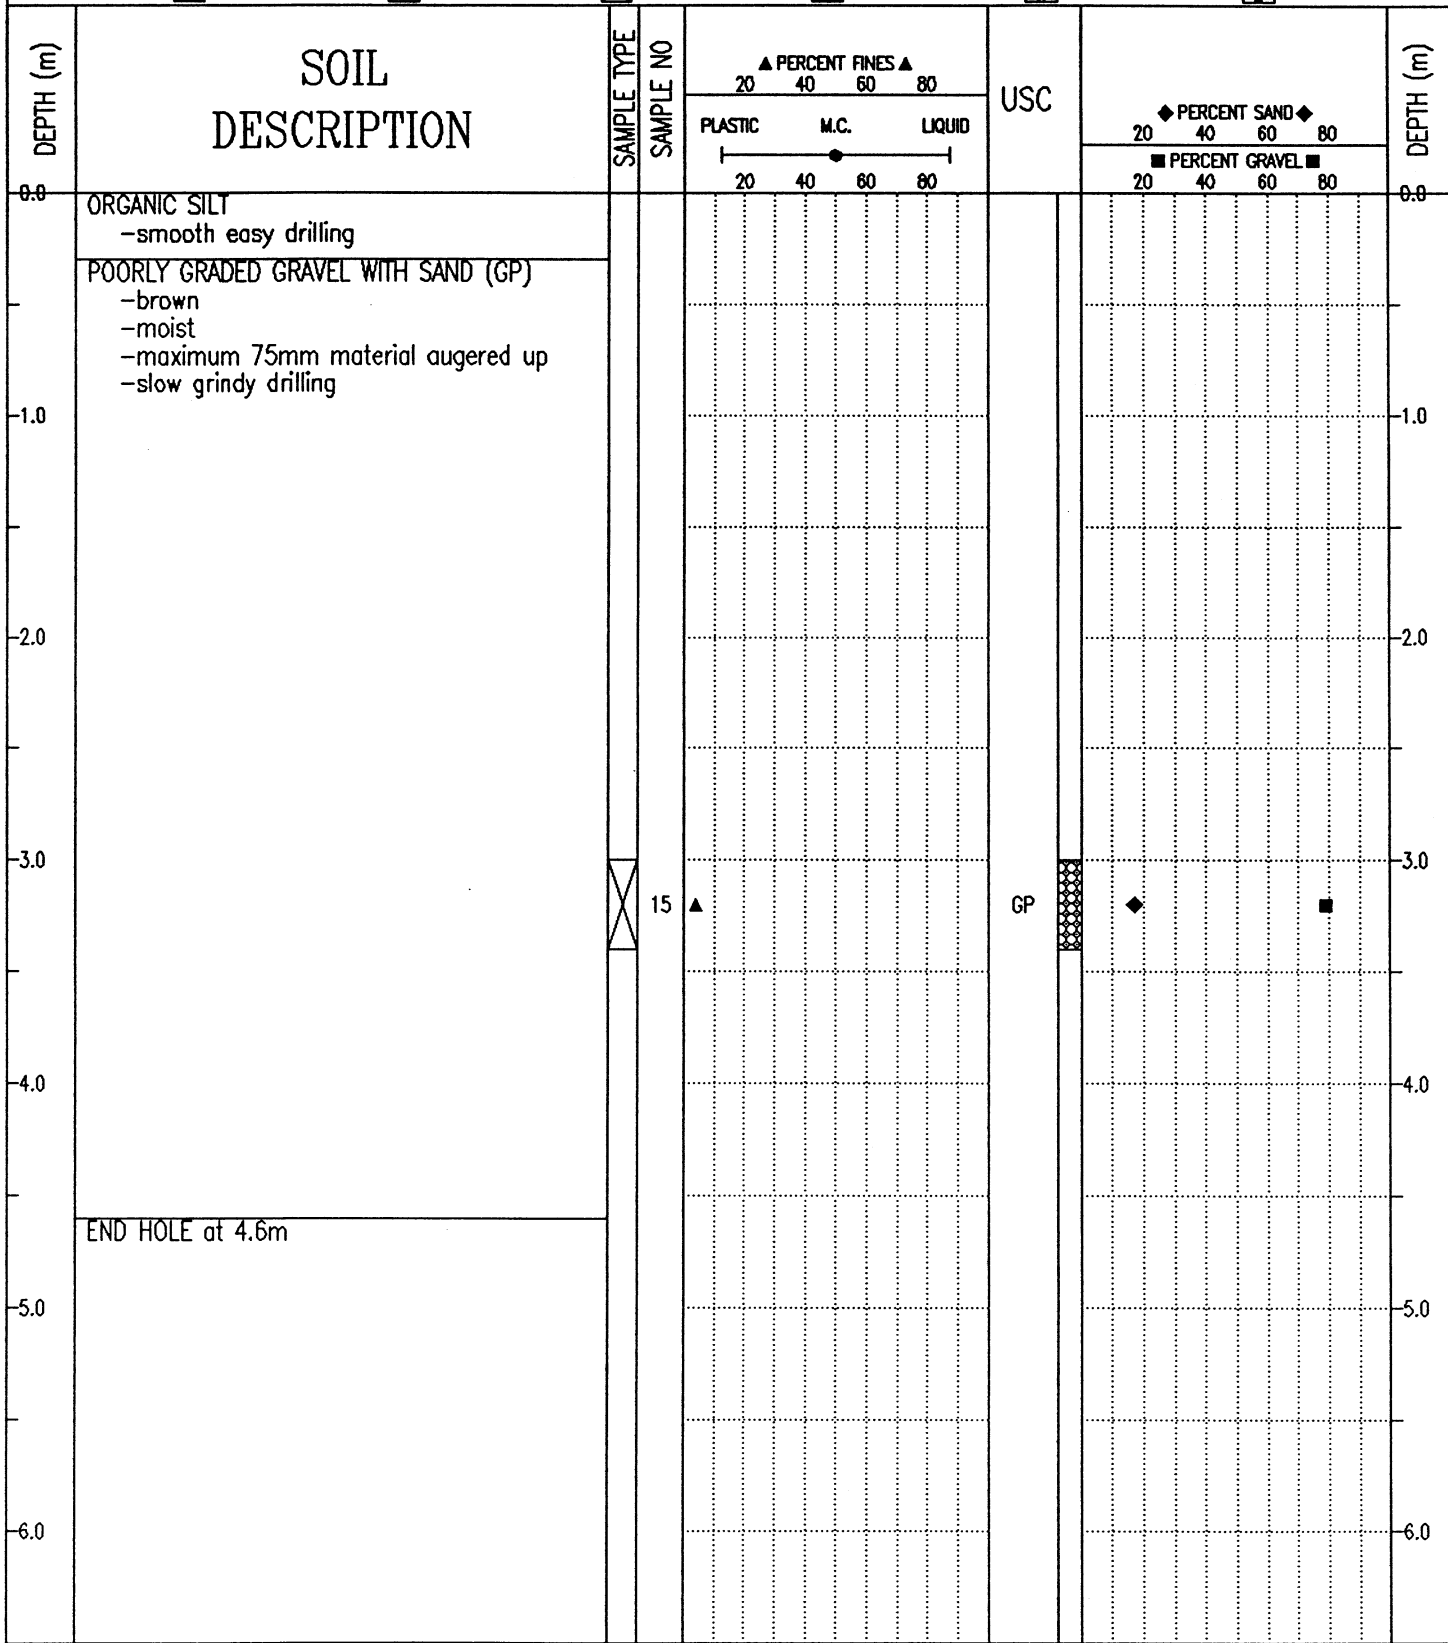 DEPTH (m)
SOIL
DESCRIPTION
SAMPLE TYPE
SAMPLE NO
▲ PERCENT FINES ▲
20 40 60 80
PLASTIC M.C. LIQUID
20 40 60 80
USC
◆ PERCENT SAND ◆
20 40 60 80
■ PERCENT GRAVEL ■
20 40 60 80
DEPTH (m)
0.0
ORGANIC SILT
-smooth easy drilling
POORLY GRADED GRAVEL WITH SAND (GP)
-brown
-moist
-maximum 75mm material augered up
-slow grindy drilling
0.0
1.0
1.0
2.0
2.0
3.0
3.0
15
GP
4.0
4.0
END HOLE at 4.6m
5.0
5.0
6.0
6.0